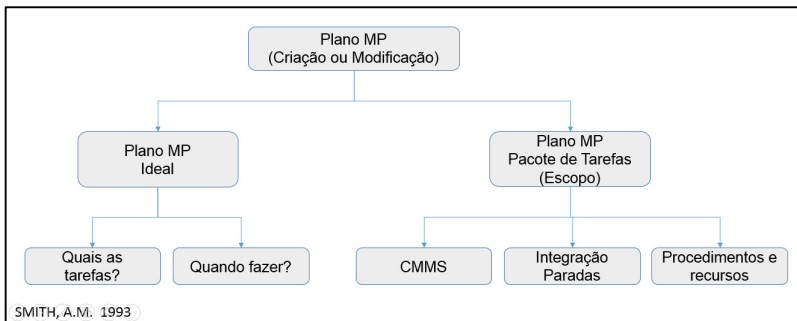 Plano MP
(Criação ou Modificação)
Plano MP
Ideal
Plano MP
Pacote de Tarefas
(Escopo)
Quais as
tarefas?
Quando fazer?
CMMS
Integração
Paradas
Procedimentos e
recursos
SMITH, A.M. 1993